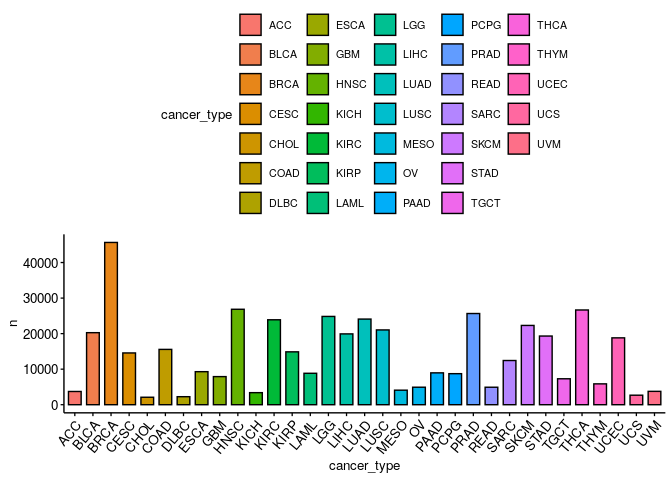 ACC ESCA LGG PCPG THCA
BLCA GBM LIHC PRAD THYM
BRCA HNSC LUAD READ UCEC
cancer_type CESC KICH LUSC SARC UCS
CHOL KIRC MESO SKCM UVM
COAD KIRP OV STAD
DLBC LAML PAAD TGCT
40000
30000
20000
10000
0
n
ACC BLCA BRCA CESC CHOL COAD DLBC ESCA GBM HNSC KICH KIRC KIRP LAML LGG LIHC LUAD LUSC MESO OV PAAD PCPG PRAD READ SARC SKCM STAD TGCT THCA THYM UCEC UCS UVM
cancer_type